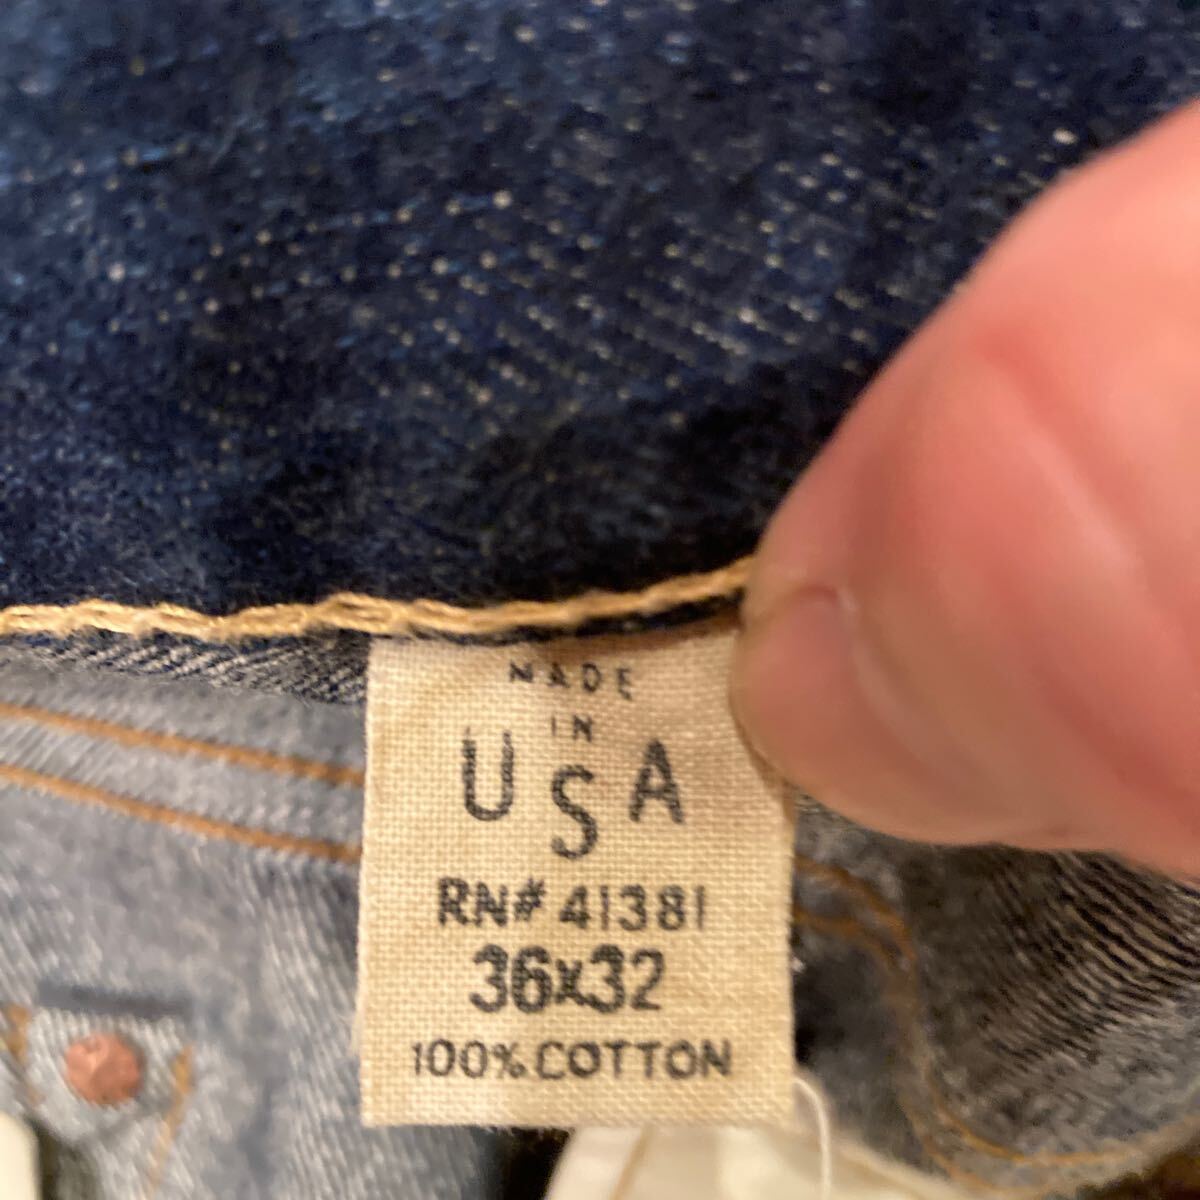 MADE
IN
USA
RN# 41381
36x32
100% COTTON